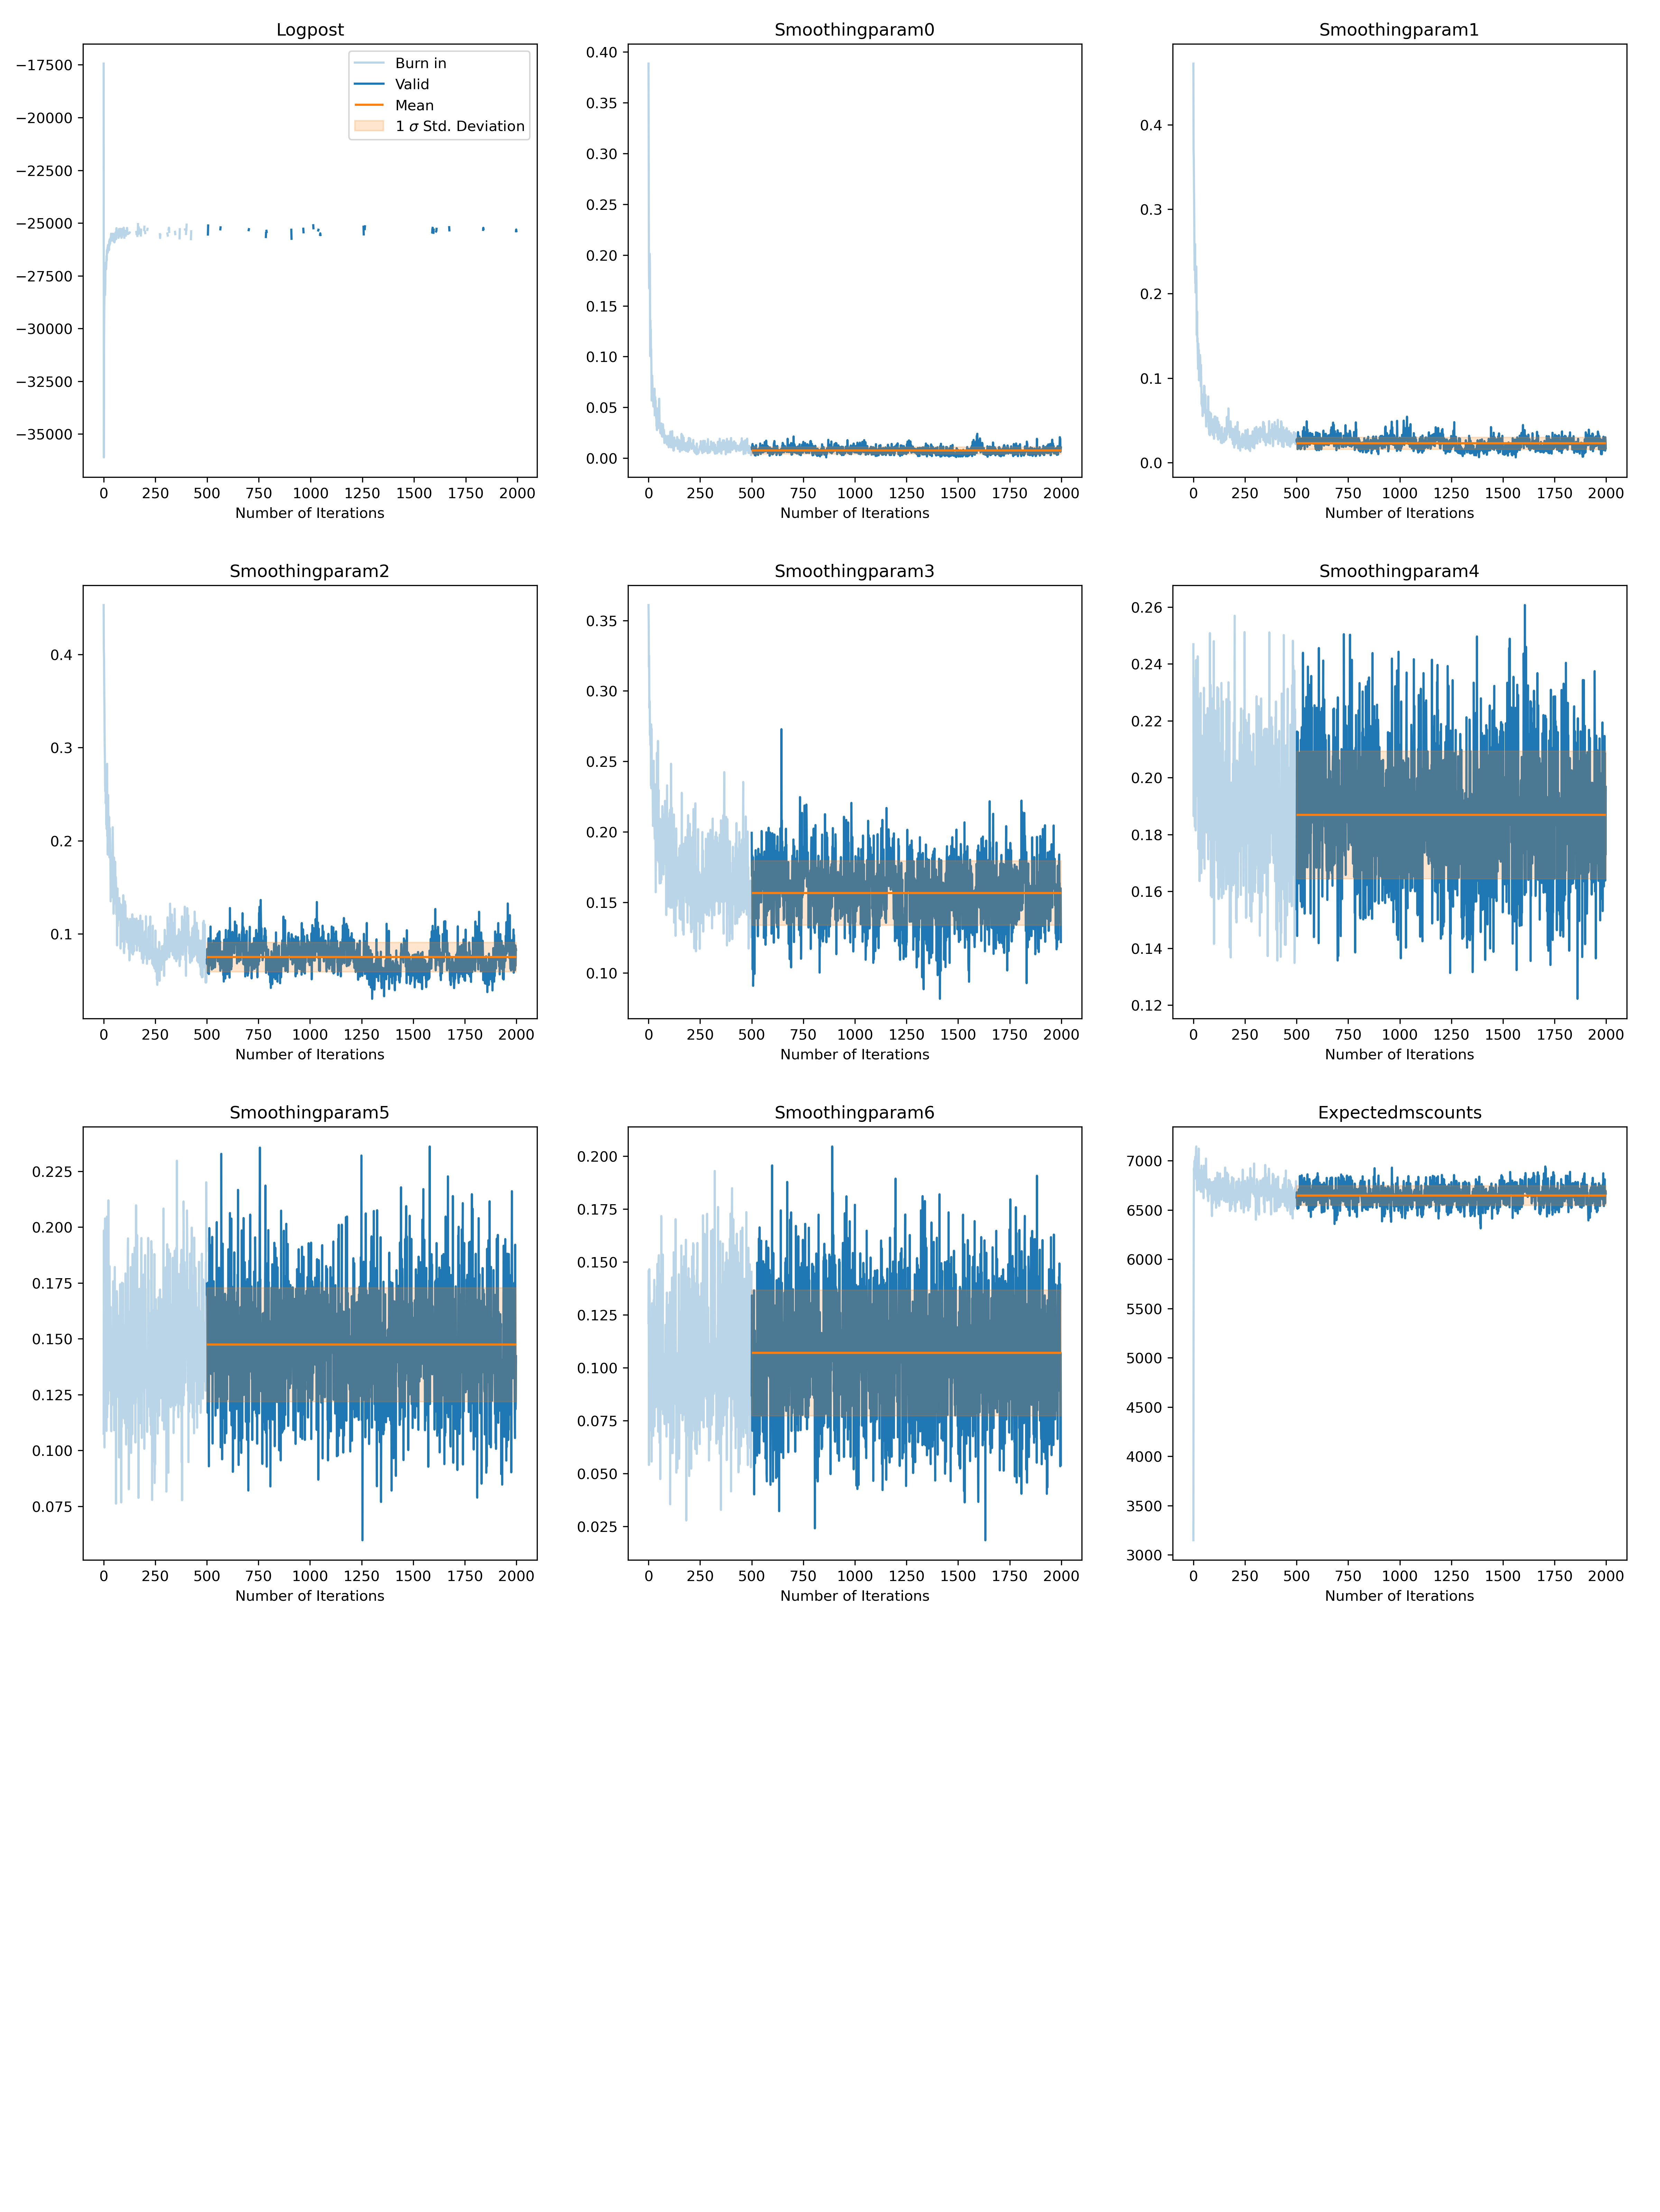 Logpost
−17500
−20000
−22500
−25000
−27500
−30000
−32500
−35000
0 250 500 750 1000 1250 1500 1750 2000
Number of Iterations
Burn in
Valid
Mean
1 σ Std. Deviation
Smoothingparam0
0.40
0.35
0.30
0.25
0.20
0.15
0.10
0.05
0.00
0 250 500 750 1000 1250 1500 1750 2000
Number of Iterations
Smoothingparam1
0.4
0.3
0.2
0.1
0.0
0 250 500 750 1000 1250 1500 1750 2000
Number of Iterations
Smoothingparam2
0.4
0.3
0.2
0.1
0 250 500 750 1000 1250 1500 1750 2000
Number of Iterations
Smoothingparam3
0.35
0.30
0.25
0.20
0.15
0.10
0 250 500 750 1000 1250 1500 1750 2000
Number of Iterations
Smoothingparam4
0.26
0.24
0.22
0.20
0.18
0.16
0.14
0.12
0 250 500 750 1000 1250 1500 1750 2000
Number of Iterations
Smoothingparam5
0.225
0.200
0.175
0.150
0.125
0.100
0.075
0 250 500 750 1000 1250 1500 1750 2000
Number of Iterations
Smoothingparam6
0.200
0.175
0.150
0.125
0.100
0.075
0.050
0.025
0 250 500 750 1000 1250 1500 1750 2000
Number of Iterations
Expectedmscounts
7000
6500
6000
5500
5000
4500
4000
3500
3000
0 250 500 750 1000 1250 1500 1750 2000
Number of Iterations